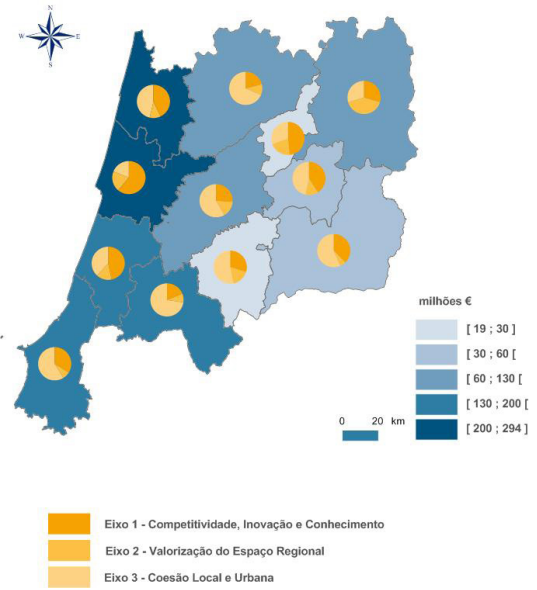 N
W E
S
milhões €
[ 19 ; 30 ]
[ 30 ; 60 [
[ 60 ; 130 [
[ 130 ; 200 [
[ 200 ; 294 ]
0 20 km
Eixo 1 - Competitividade, Inovação e Conhecimento
Eixo 2 - Valorização do Espaço Regional
Eixo 3 - Coesão Local e Urbana